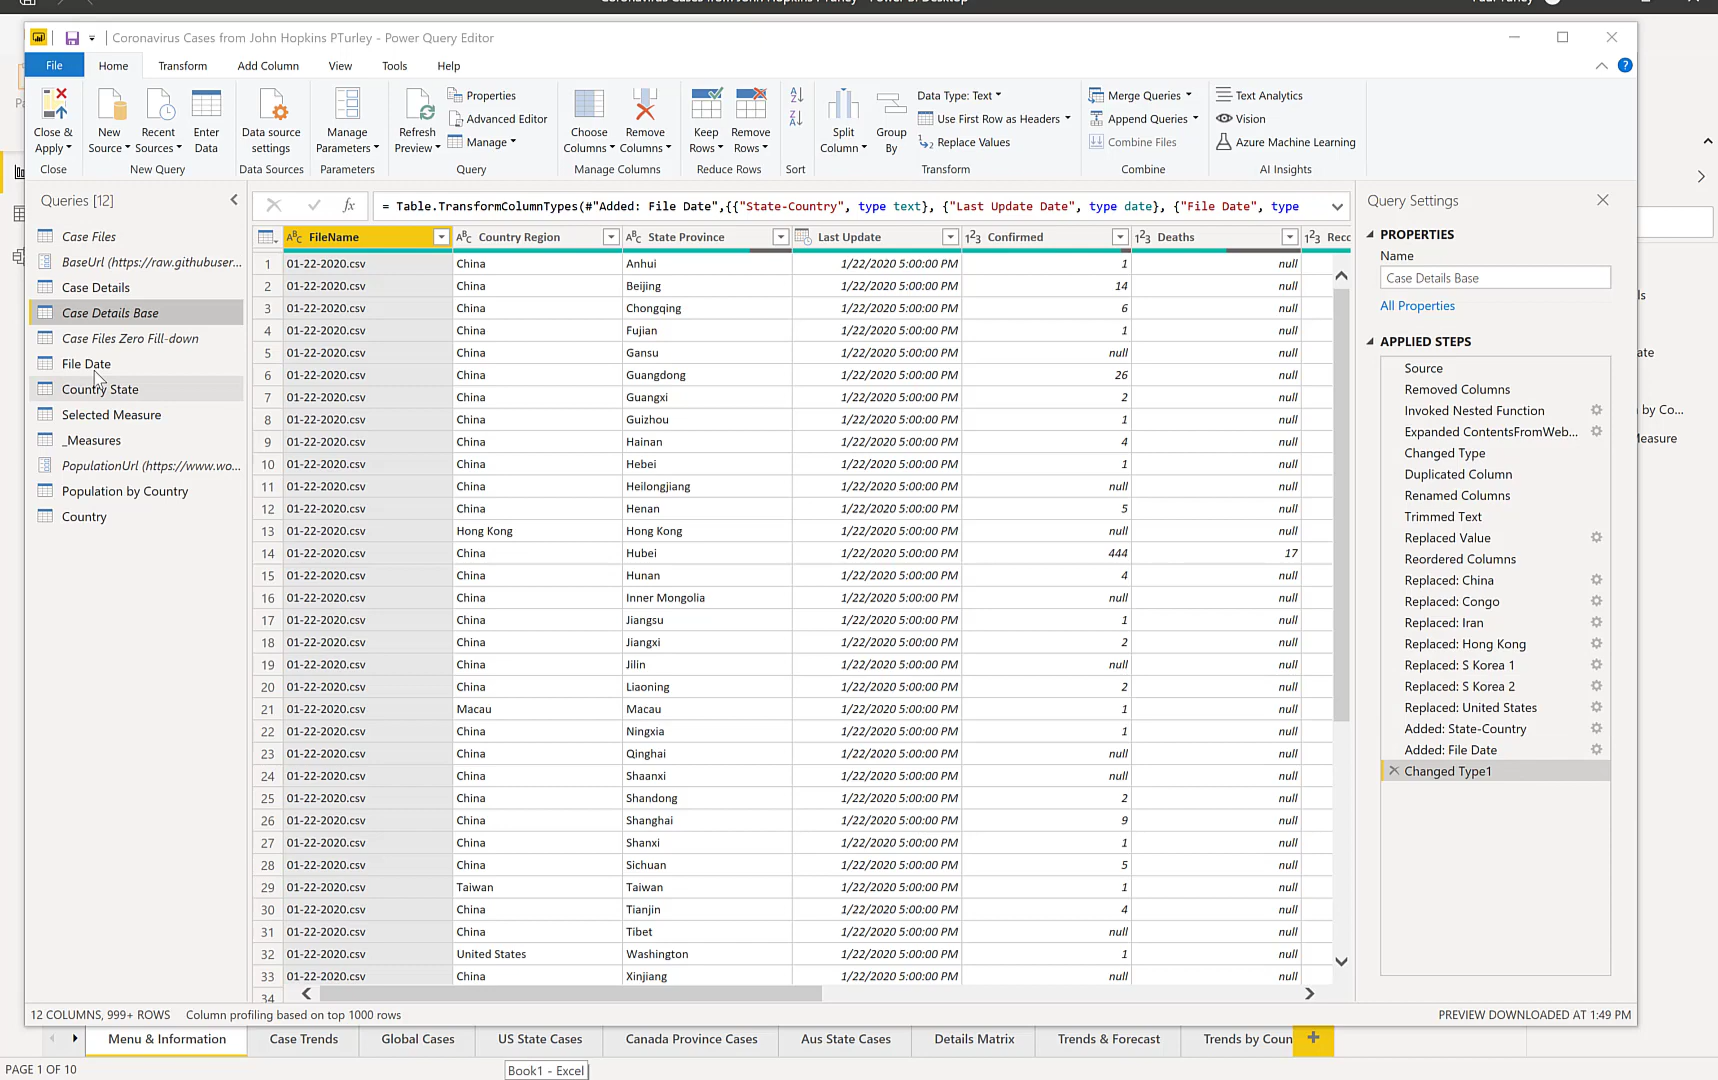 Coronavirus Cases from John Hopkins PTurley - Power BI Desktop
Paul Turley
Coronavirus Cases from John Hopkins PTurley - Power Query Editor
File Home Transform Add Column View Tools Help
Close & Apply
New Source
Recent Sources
Enter Data
Data source settings
Manage Parameters
Refresh Preview
Properties
Advanced Editor
Manage
Choose Columns
Remove Columns
Keep Rows
Remove Rows
Split Column
Group By
Data Type: Text
Use First Row as Headers
Replace Values
Merge Queries
Append Queries
Combine Files
Text Analytics
Vision
Azure Machine Learning
Close New Query Data Sources Parameters Query Manage Columns Reduce Rows Sort Transform Combine AI Insights
Queries [12]
Case Files
BaseUrl (https://raw.githubuser...
Case Details
Case Details Base
Case Files Zero Fill-down
File Date
Country State
Selected Measure
_Measures
PopulationUrl (https://www.wo...
Population by Country
Country
fx = Table.TransformColumnTypes(#"Added: File Date",{{"State-Country", type text}, {"Last Update Date", type date}, {"File Date", type
FileName Country Region State Province Last Update Confirmed Deaths Reco
1 01-22-2020.csv China Anhui 1/22/2020 5:00:00 PM 1 null
2 01-22-2020.csv China Beijing 1/22/2020 5:00:00 PM 14 null
3 01-22-2020.csv China Chongqing 1/22/2020 5:00:00 PM 6 null
4 01-22-2020.csv China Fujian 1/22/2020 5:00:00 PM 1 null
5 01-22-2020.csv China Gansu 1/22/2020 5:00:00 PM null null
6 01-22-2020.csv China Guangdong 1/22/2020 5:00:00 PM 26 null
7 01-22-2020.csv China Guangxi 1/22/2020 5:00:00 PM 2 null
8 01-22-2020.csv China Guizhou 1/22/2020 5:00:00 PM 1 null
9 01-22-2020.csv China Hainan 1/22/2020 5:00:00 PM 4 null
10 01-22-2020.csv China Hebei 1/22/2020 5:00:00 PM 1 null
11 01-22-2020.csv China Heilongjiang 1/22/2020 5:00:00 PM null null
12 01-22-2020.csv China Henan 1/22/2020 5:00:00 PM 5 null
13 01-22-2020.csv Hong Kong Hong Kong 1/22/2020 5:00:00 PM null null
14 01-22-2020.csv China Hubei 1/22/2020 5:00:00 PM 444 17
15 01-22-2020.csv China Hunan 1/22/2020 5:00:00 PM 4 null
16 01-22-2020.csv China Inner Mongolia 1/22/2020 5:00:00 PM null null
17 01-22-2020.csv China Jiangsu 1/22/2020 5:00:00 PM 1 null
18 01-22-2020.csv China Jiangxi 1/22/2020 5:00:00 PM 2 null
19 01-22-2020.csv China Jilin 1/22/2020 5:00:00 PM null null
20 01-22-2020.csv China Liaoning 1/22/2020 5:00:00 PM 2 null
21 01-22-2020.csv Macau Macau 1/22/2020 5:00:00 PM 1 null
22 01-22-2020.csv China Ningxia 1/22/2020 5:00:00 PM 1 null
23 01-22-2020.csv China Qinghai 1/22/2020 5:00:00 PM null null
24 01-22-2020.csv China Shaanxi 1/22/2020 5:00:00 PM null null
25 01-22-2020.csv China Shandong 1/22/2020 5:00:00 PM 2 null
26 01-22-2020.csv China Shanghai 1/22/2020 5:00:00 PM 9 null
27 01-22-2020.csv China Shanxi 1/22/2020 5:00:00 PM 1 null
28 01-22-2020.csv China Sichuan 1/22/2020 5:00:00 PM 5 null
29 01-22-2020.csv Taiwan Taiwan 1/22/2020 5:00:00 PM 1 null
30 01-22-2020.csv China Tianjin 1/22/2020 5:00:00 PM 4 null
31 01-22-2020.csv China Tibet 1/22/2020 5:00:00 PM null null
32 01-22-2020.csv United States Washington 1/22/2020 5:00:00 PM 1 null
33 01-22-2020.csv China Xinjiang 1/22/2020 5:00:00 PM null null
34
Query Settings
PROPERTIES
Name
Case Details Base
All Properties
APPLIED STEPS
Source
Removed Columns
Invoked Nested Function
Expanded ContentsFromWeb...
Changed Type
Duplicated Column
Renamed Columns
Trimmed Text
Replaced Value
Reordered Columns
Replaced: China
Replaced: Congo
Replaced: Iran
Replaced: Hong Kong
Replaced: S Korea 1
Replaced: S Korea 2
Replaced: United States
Added: State-Country
Added: File Date
Changed Type1
ls
ate
by Co...
leasure
12 COLUMNS, 999+ ROWS Column profiling based on top 1000 rows PREVIEW DOWNLOADED AT 1:49 PM
Menu & Information Case Trends Global Cases US State Cases Canada Province Cases Aus State Cases Details Matrix Trends & Forecast Trends by Coun +
PAGE 1 OF 10
Book1 - Excel